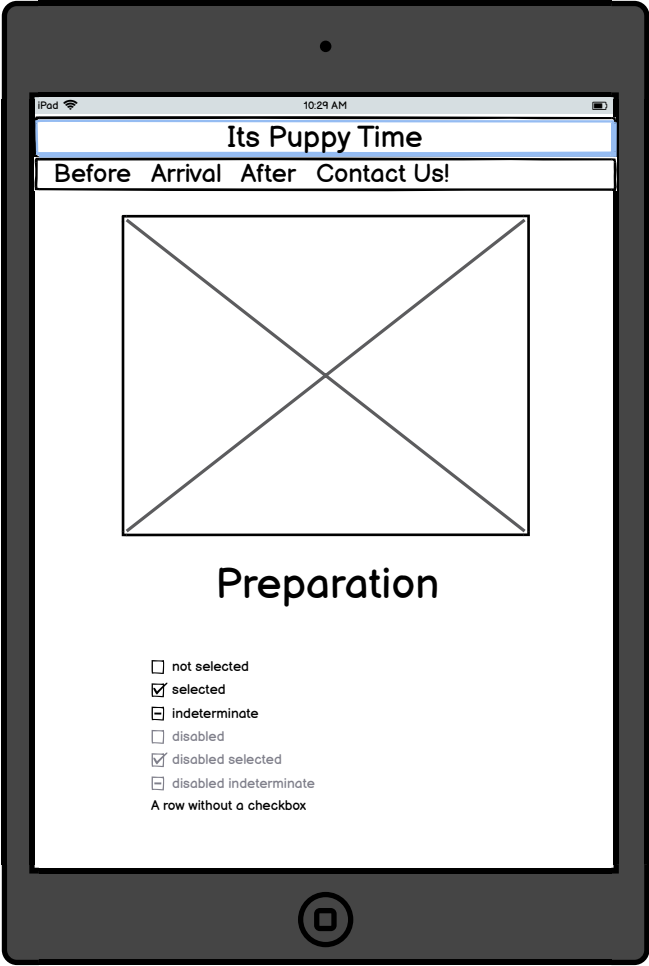 iPad 10:29 AM
Its Puppy Time
Before Arrival After Contact Us!
Preparation
not selected
selected
indeterminate
disabled
disabled selected
disabled indeterminate
A row without a checkbox